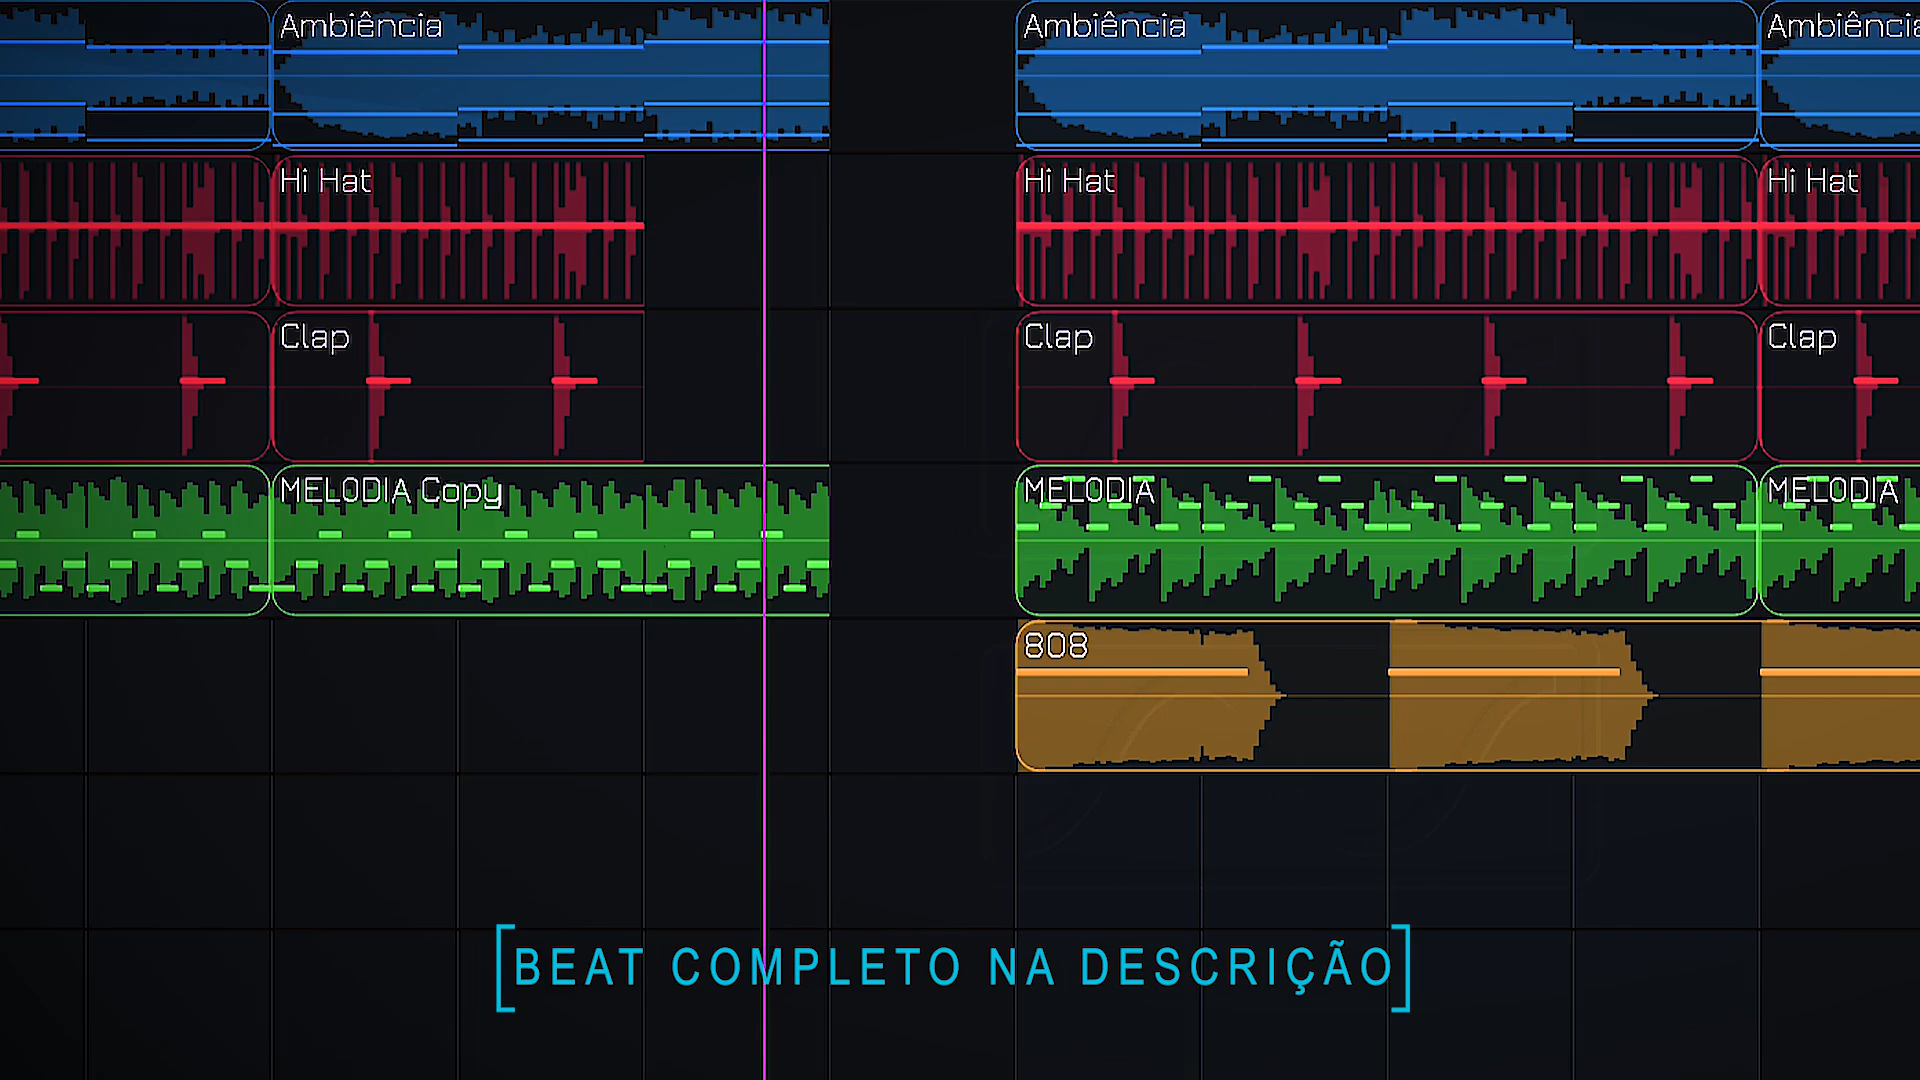 Ambiência
Ambiência
Ambiência
Hi Hat
Hi Hat
Hi Hat
Clap
Clap
Clap
MELODIA Copy
MELODIA
MELODIA
808
[BEAT COMPLETO NA DESCRIÇÃO]